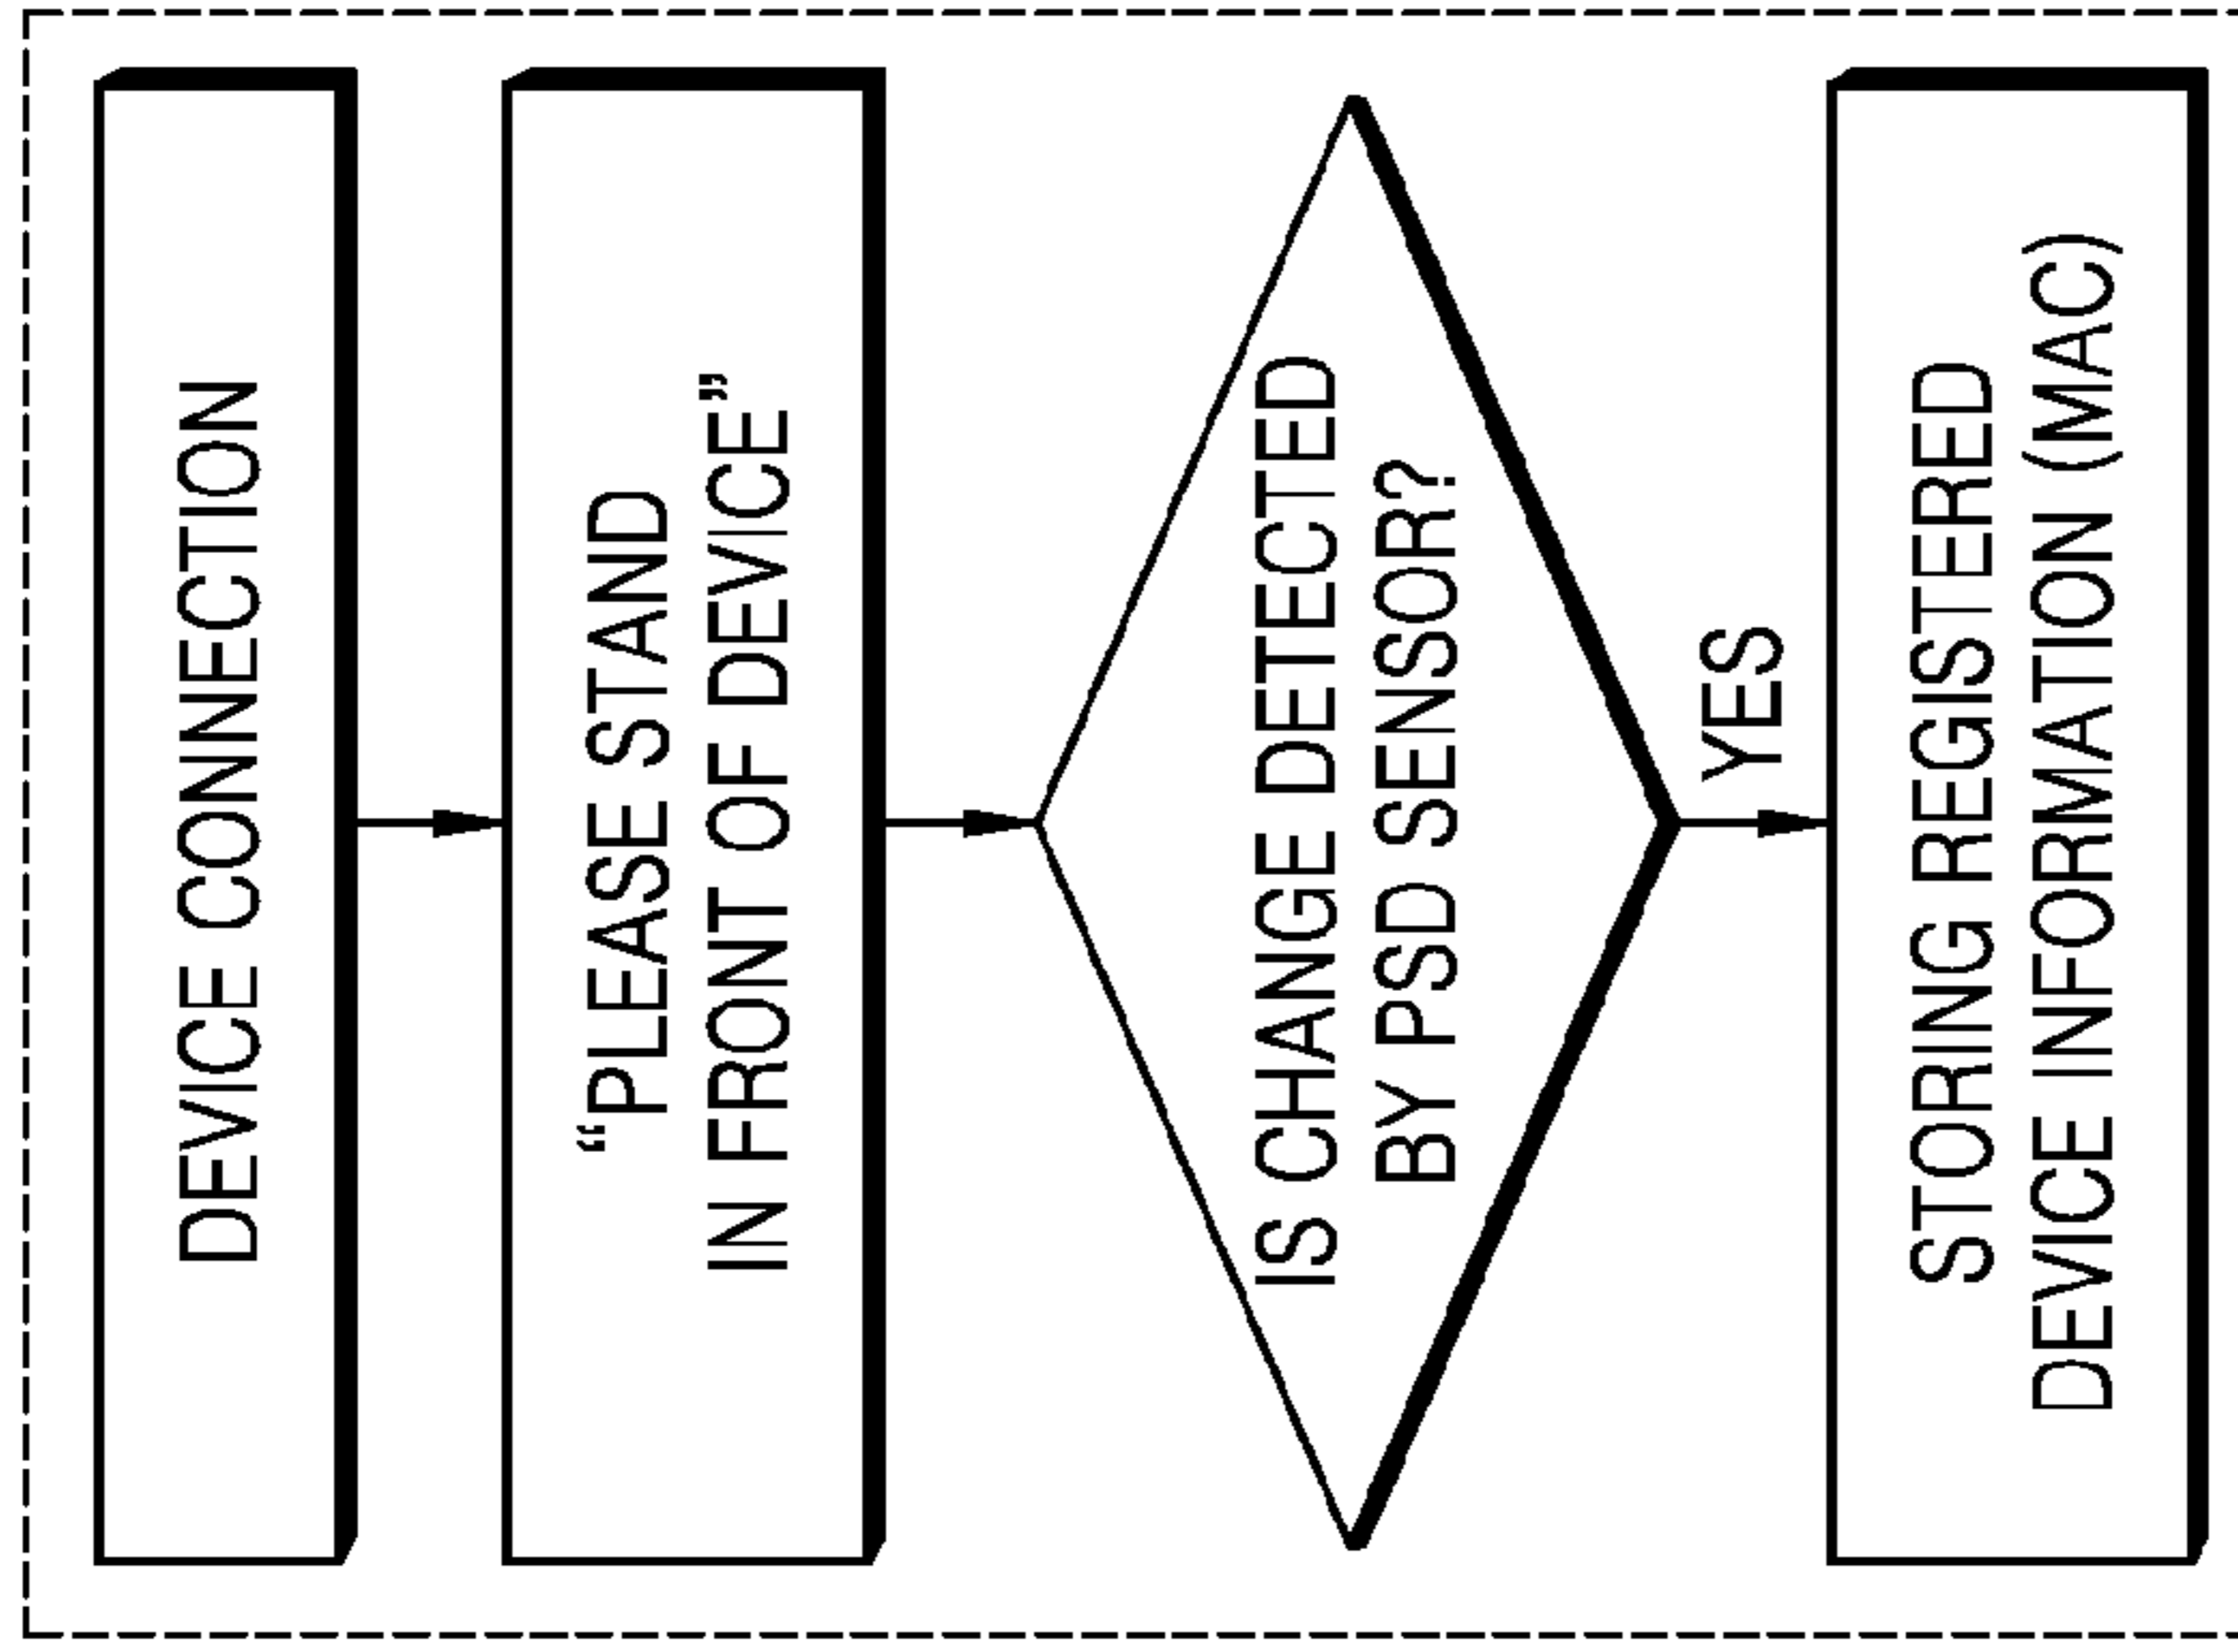 DEVICE CONNECTION
“PLEASE STAND
IN FRONT OF DEVICE”
IS CHANGE DETECTED
BY PSD SENSOR?
YES
STORING REGISTERED
DEVICE INFORMATION (MAC)